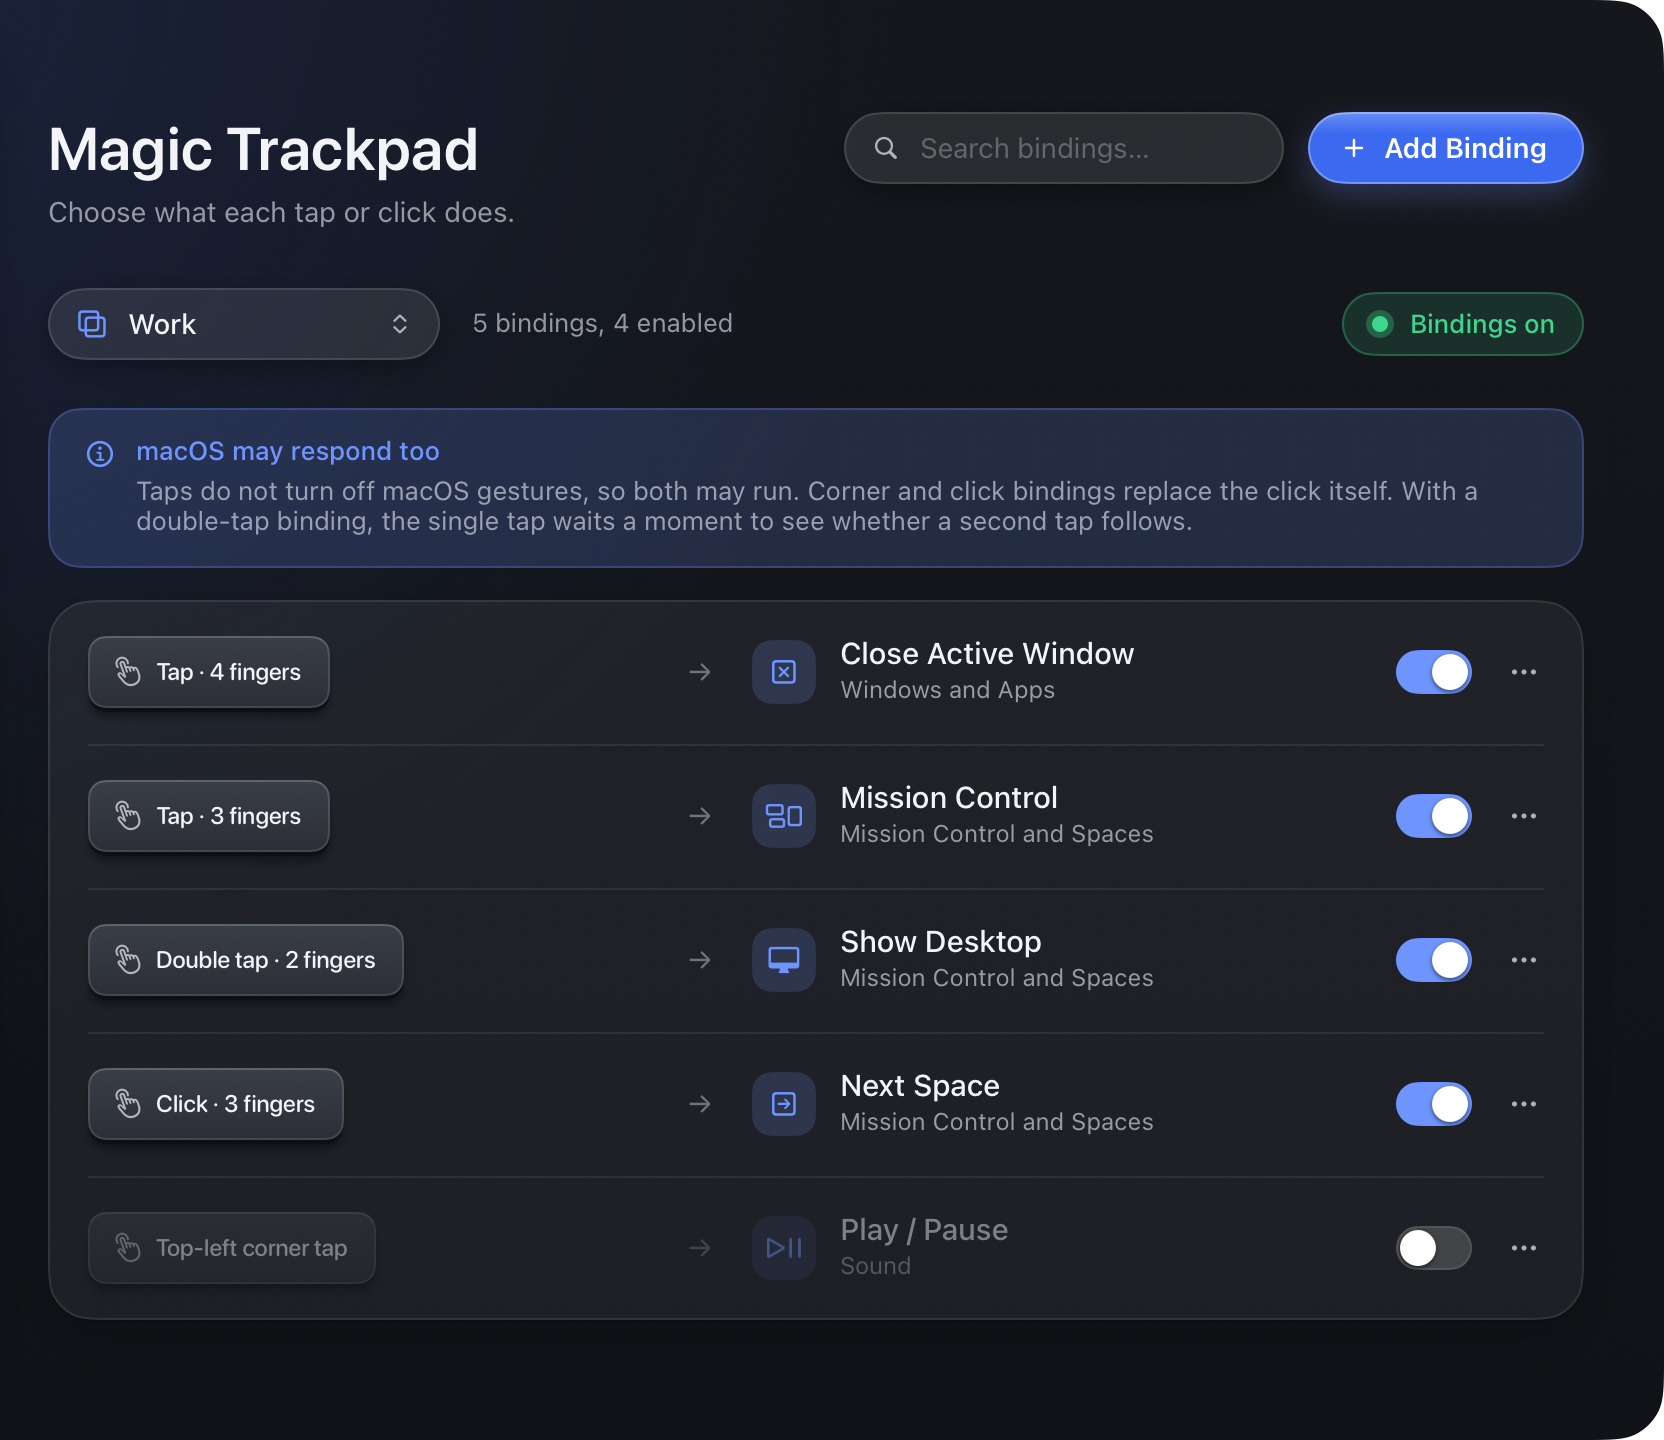 Magic Trackpad
Search bindings...
+ Add Binding
Choose what each tap or click does.
Work
5 bindings, 4 enabled
Bindings on
macOS may respond too
Taps do not turn off macOS gestures, so both may run. Corner and click bindings replace the click itself. With a
double-tap binding, the single tap waits a moment to see whether a second tap follows.
Tap · 4 fingers
Close Active Window
Windows and Apps
Tap · 3 fingers
Mission Control
Mission Control and Spaces
Double tap · 2 fingers
Show Desktop
Mission Control and Spaces
Click · 3 fingers
Next Space
Mission Control and Spaces
Top-left corner tap
Play / Pause
Sound